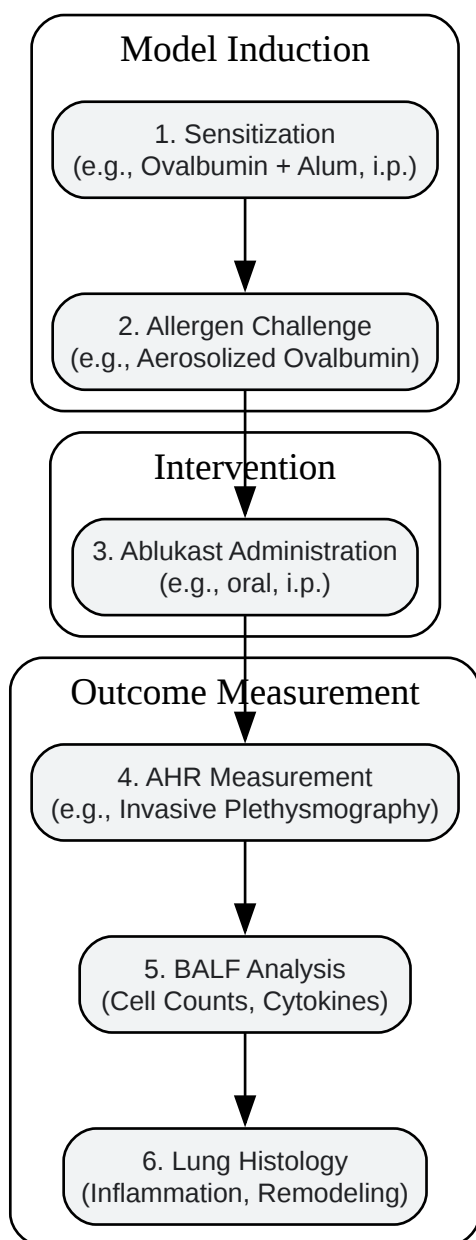 Model Induction
1. Sensitization
(e.g., Ovalbumin + Alum, i.p.)
2. Allergen Challenge
(e.g., Aerosolized Ovalbumin)
Intervention
3. Ablukast Administration
(e.g., oral, i.p.)
Outcome Measurement
4. AHR Measurement
(e.g., Invasive Plethysmography)
5. BALF Analysis
(Cell Counts, Cytokines)
6. Lung Histology
(Inflammation, Remodeling)